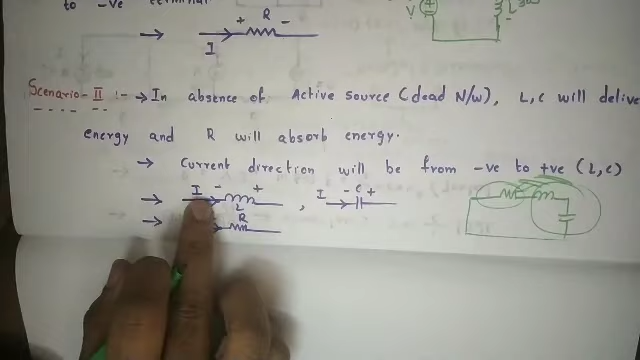 to -ve terminal
→ + R -
I
V
+
-
L
Scenario-II :- → In absence of Active source (dead N/w), L,C will delive
energy and R will absorb energy.
→ Current direction will be from -ve to +ve (L,C)
→ I - + L , I - C +
→ R